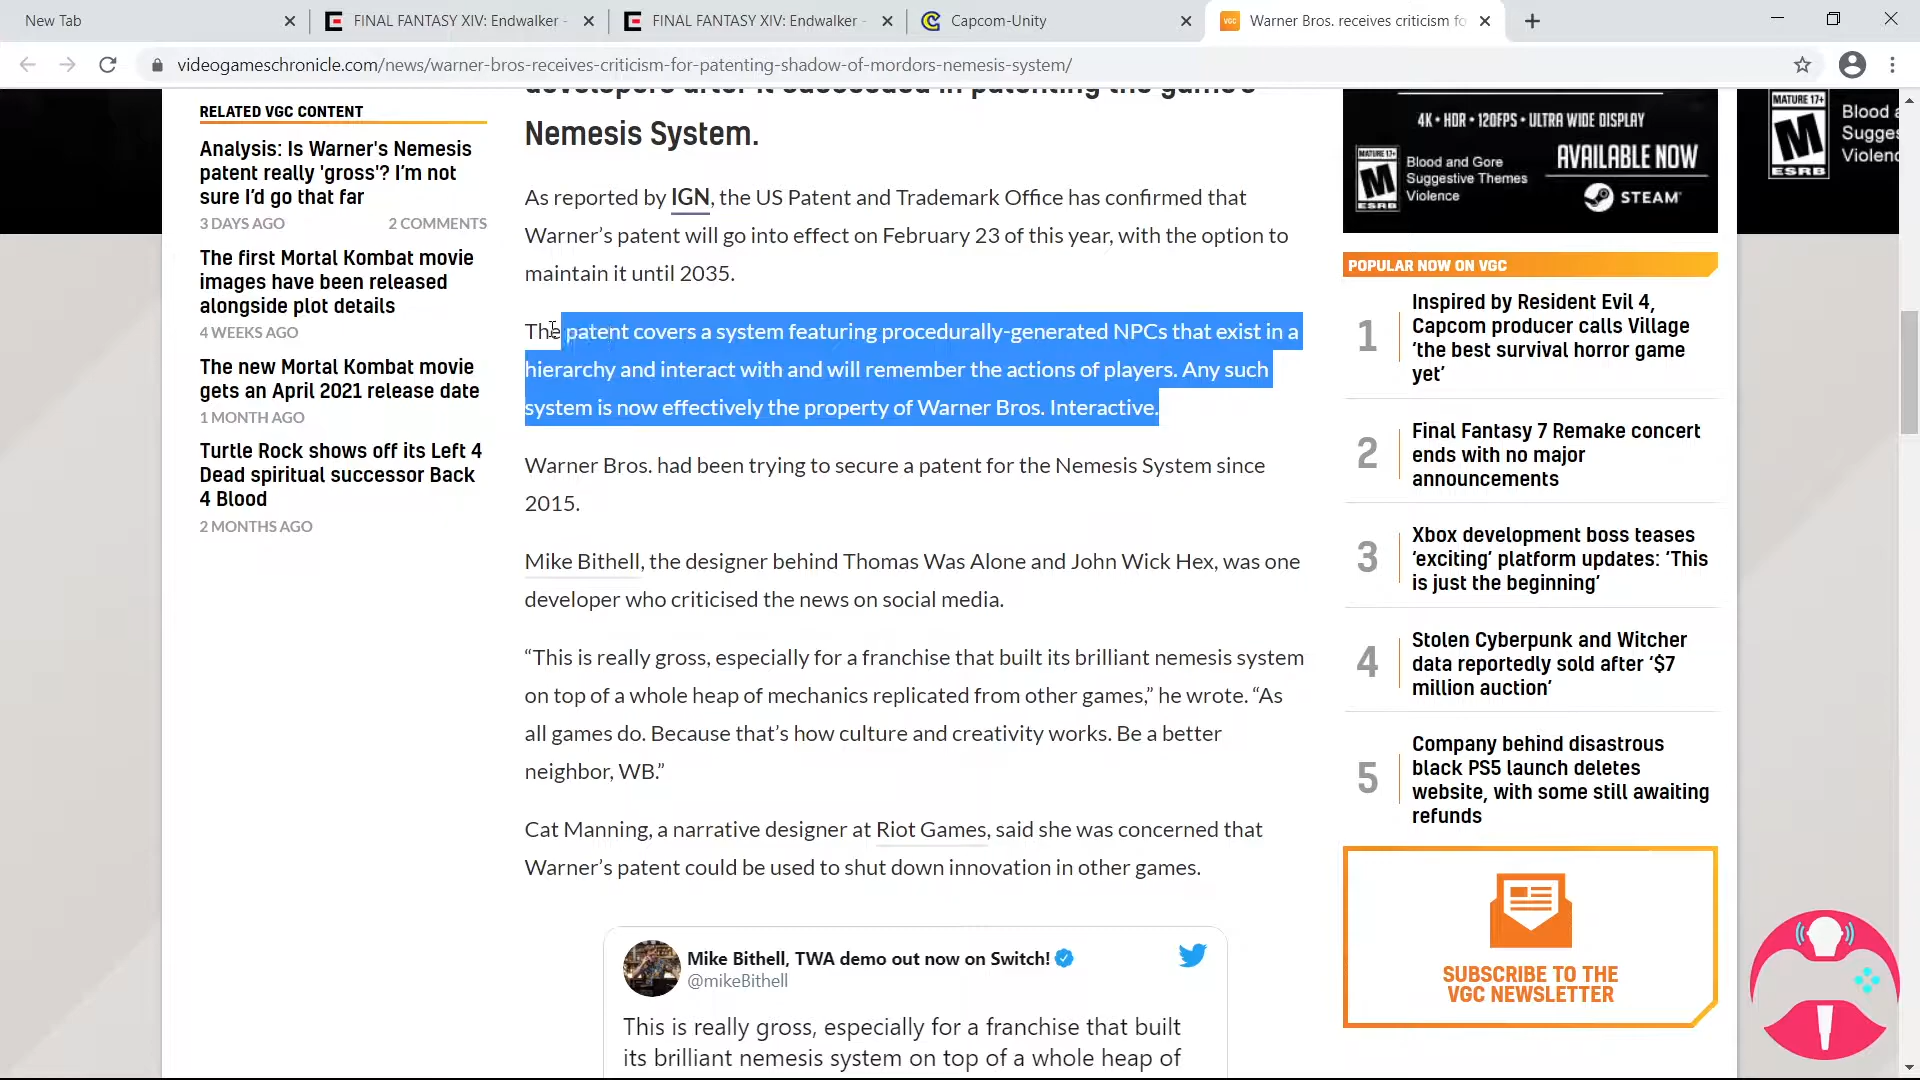 New Tab
FINAL FANTASY XIV: Endwalker -
FINAL FANTASY XIV: Endwalker -
Capcom-Unity
VGC
Warner Bros. receives criticism fo
videogameschronicle.com/news/warner-bros-receives-criticism-for-patenting-shadow-of-mordors-nemesis-system/
RELATED VGC CONTENT
Analysis: Is Warner's Nemesis
patent really 'gross'? I'm not
sure I'd go that far
3 DAYS AGO 2 COMMENTS
The first Mortal Kombat movie
images have been released
alongside plot details
4 WEEKS AGO
The new Mortal Kombat movie
gets an April 2021 release date
1 MONTH AGO
Turtle Rock shows off its Left 4
Dead spiritual successor Back
4 Blood
2 MONTHS AGO
developers after it succeeded in patenting the game's
Nemesis System.
As reported by IGN, the US Patent and Trademark Office has confirmed that
Warner’s patent will go into effect on February 23 of this year, with the option to
maintain it until 2035.
The patent covers a system featuring procedurally-generated NPCs that exist in a
hierarchy and interact with and will remember the actions of players. Any such
system is now effectively the property of Warner Bros. Interactive.
Warner Bros. had been trying to secure a patent for the Nemesis System since
2015.
Mike Bithell, the designer behind Thomas Was Alone and John Wick Hex, was one
developer who criticised the news on social media.
“This is really gross, especially for a franchise that built its brilliant nemesis system
on top of a whole heap of mechanics replicated from other games,” he wrote. “As
all games do. Because that’s how culture and creativity works. Be a better
neighbor, WB.”
Cat Manning, a narrative designer at Riot Games, said she was concerned that
Warner’s patent could be used to shut down innovation in other games.
Mike Bithell, TWA demo out now on Switch!
@mikeBithell
This is really gross, especially for a franchise that built
its brilliant nemesis system on top of a whole heap of
4K • HDR • 120FPS • ULTRA WIDE DISPLAY
MATURE 17+
M
ESRB
Blood and Gore
Suggestive Themes
Violence
AVAILABLE NOW
STEAM
MATURE 17+
M
ESRB
Blood a
Sugges
Violenc
POPULAR NOW ON VGC
1
Inspired by Resident Evil 4,
Capcom producer calls Village
‘the best survival horror game
yet’
2
Final Fantasy 7 Remake concert
ends with no major
announcements
3
Xbox development boss teases
‘exciting’ platform updates: ‘This
is just the beginning’
4
Stolen Cyberpunk and Witcher
data reportedly sold after ‘$7
million auction’
5
Company behind disastrous
black PS5 launch deletes
website, with some still awaiting
refunds
SUBSCRIBE TO THE
VGC NEWSLETTER